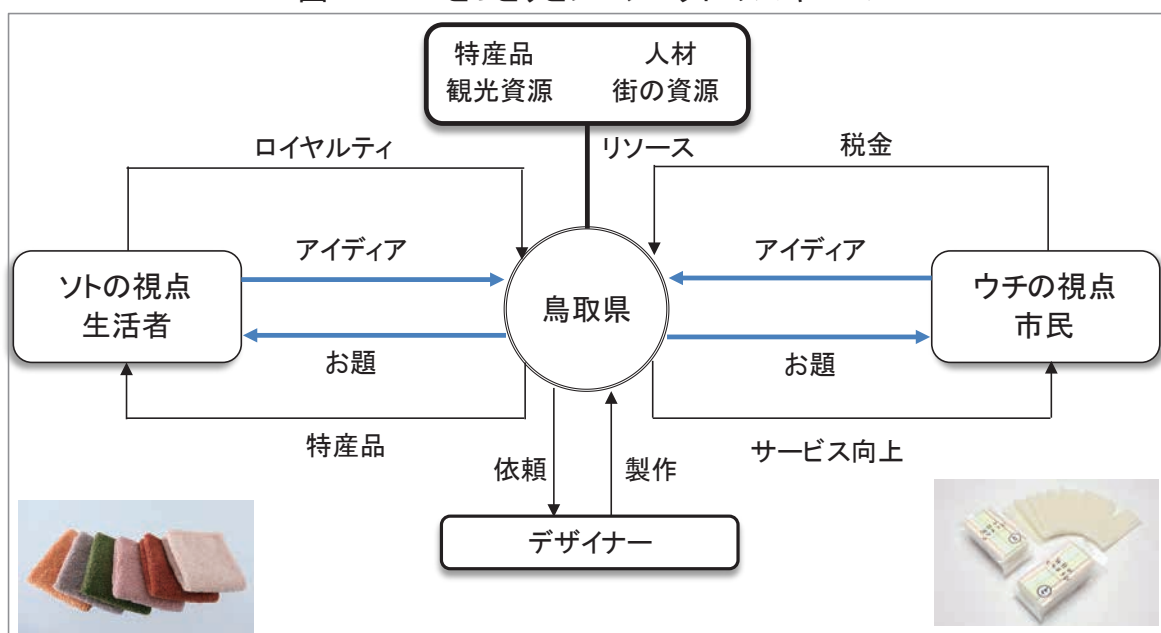 特産品 人材
観光資源 街の資源
ロイヤルティ
リソース
税金
アイディア
アイディア
ソトの視点
生活者
鳥取県
ウチの視点
市民
お題
お題
特産品
サービス向上
依頼
製作
デザイナー